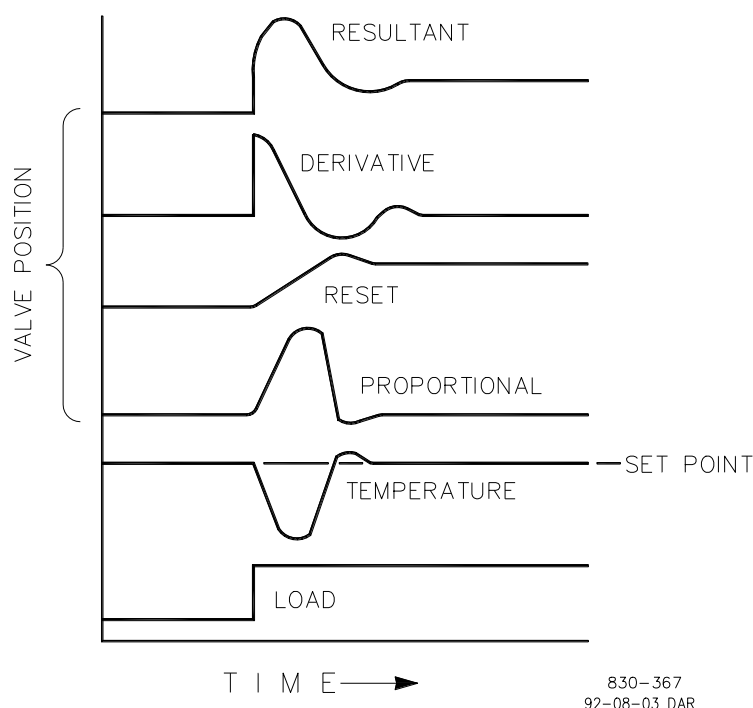 RESULTANT
DERIVATIVE
VALVE POSITION
RESET
PROPORTIONAL
SET POINT
TEMPERATURE
LOAD
TIME
830-367
92-08-03 DAR